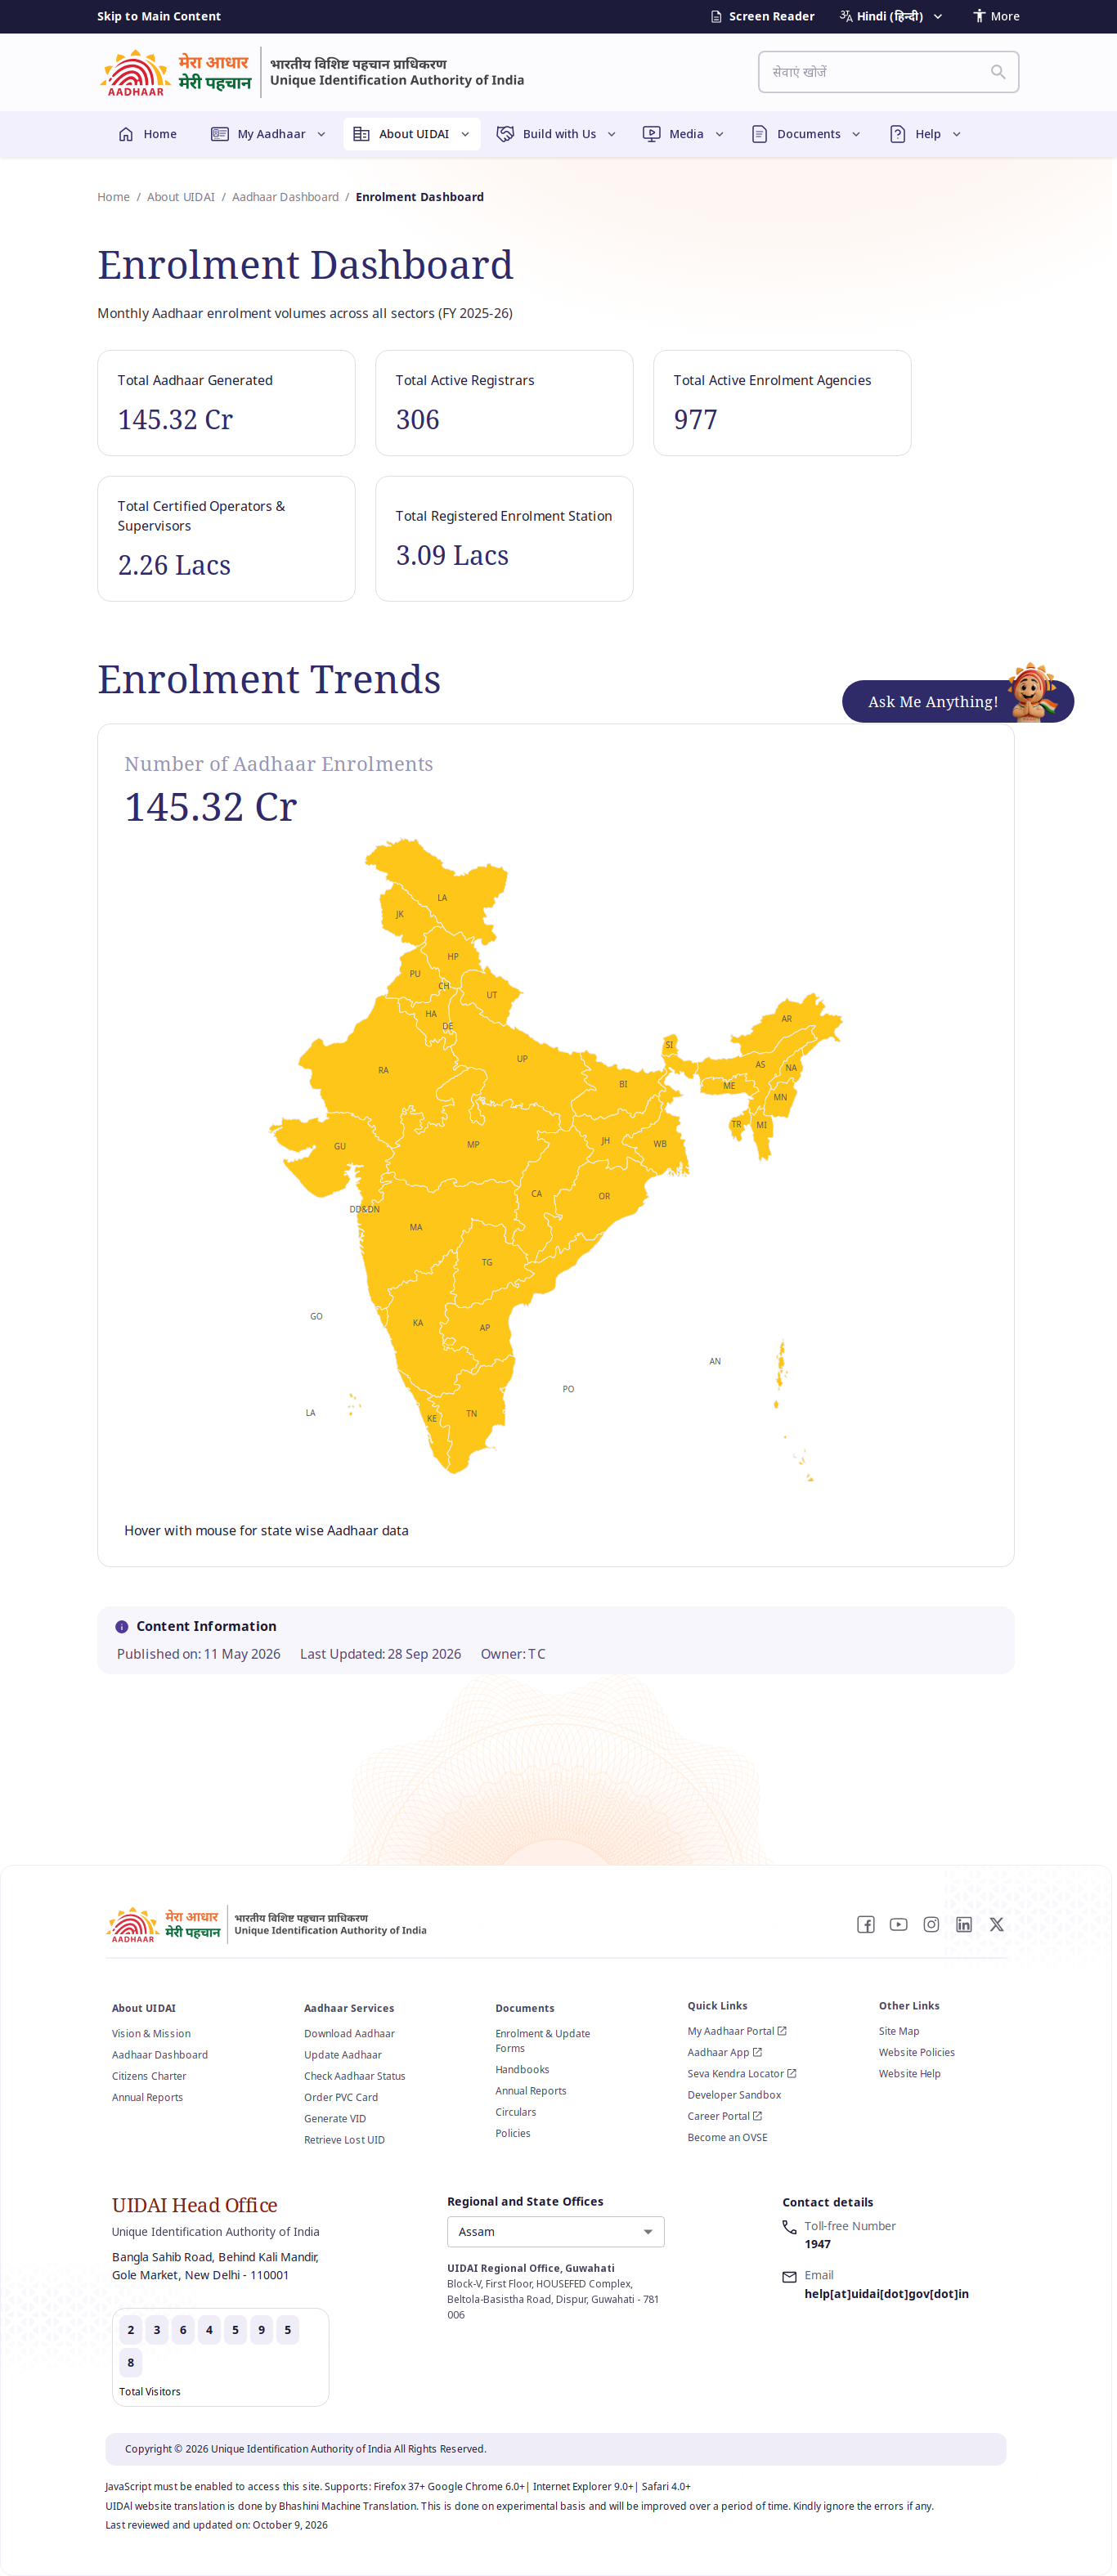 Skip to Main Content
Screen Reader
Hindi (हिन्दी)
More
मेरा आधार
मेरी पहचान
AADHAAR
भारतीय विशिष्ट पहचान प्राधिकरण
Unique Identification Authority of India
सेवाएं खोजें
Home
My Aadhaar
About UIDAI
Build with Us
Media
Documents
Help
Home / About UIDAI / Aadhaar Dashboard / Enrolment Dashboard
Enrolment Dashboard
Monthly Aadhaar enrolment volumes across all sectors (FY 2025-26)
Total Aadhaar Generated
145.32 Cr
Total Active Registrars
306
Total Active Enrolment Agencies
977
Total Certified Operators &
Supervisors
2.26 Lacs
Total Registered Enrolment Station
3.09 Lacs
Enrolment Trends
Ask Me Anything!
Number of Aadhaar Enrolments
145.32 Cr
LA
JK
HP
PU
CH
UT
HA
DE
AR
SI
UP
AS
NA
RA
BI
ME
MN
TR
MI
GU
MP
JH
WB
CA
OR
DD&DN
MA
TG
GO
KA
AP
AN
PO
LA
KE
TN
Hover with mouse for state wise Aadhaar data
Content Information
Published on: 11 May 2026
Last Updated: 28 Sep 2026
Owner: TC
मेरा आधार
मेरी पहचान
AADHAAR
भारतीय विशिष्ट पहचान प्राधिकरण
Unique Identification Authority of India
About UIDAI
Vision & Mission
Aadhaar Dashboard
Citizens Charter
Annual Reports
Aadhaar Services
Download Aadhaar
Update Aadhaar
Check Aadhaar Status
Order PVC Card
Generate VID
Retrieve Lost UID
Documents
Enrolment & Update
Forms
Handbooks
Annual Reports
Circulars
Policies
Quick Links
My Aadhaar Portal
Aadhaar App
Seva Kendra Locator
Developer Sandbox
Career Portal
Become an OVSE
Other Links
Site Map
Website Policies
Website Help
UIDAI Head Office
Unique Identification Authority of India
Bangla Sahib Road, Behind Kali Mandir,
Gole Market, New Delhi - 110001
2 3 6 4 5 9 5
8
Total Visitors
Regional and State Offices
Assam
UIDAI Regional Office, Guwahati
Block-V, First Floor, HOUSEFED Complex,
Beltola-Basistha Road, Dispur, Guwahati - 781
006
Contact details
Toll-free Number
1947
Email
help[at]uidai[dot]gov[dot]in
Copyright © 2026 Unique Identification Authority of India All Rights Reserved.
JavaScript must be enabled to access this site. Supports: Firefox 37+ Google Chrome 6.0+| Internet Explorer 9.0+| Safari 4.0+
UIDAI website translation is done by Bhashini Machine Translation. This is done on experimental basis and will be improved over a period of time. Kindly ignore the errors if any.
Last reviewed and updated on: October 9, 2026